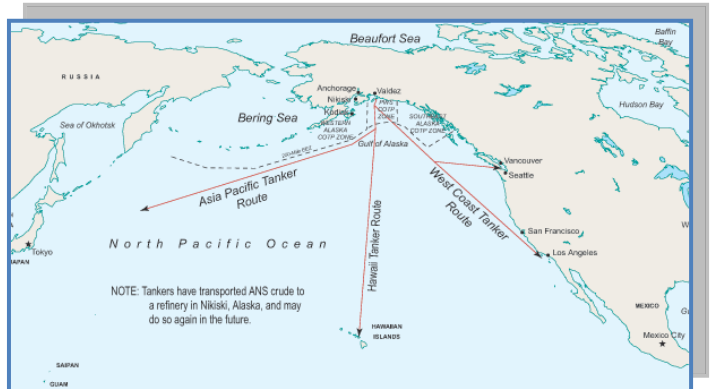 Beaufort Sea
Baffin
Bay
RUSSIA
Anchorage
Valdez
Nikiski
PWS
COTP
ZONE
Kodiak
Hudson Bay
Bering Sea
Sea of Okhotsk
WESTERN
ALASKA
COTP ZONE
SOUTHEAST
ALASKA
COTP ZONE
Gulf of Alaska
Vancouver
Seattle
Asia Pacific Tanker
Route
West Coast Tanker
Route
Hawaii Tanker Route
North Pacific Ocean
San Francisco
Los Angeles
Tokyo
JAPAN
NOTE: Tankers have transported ANS crude to
a refinery in Nikiski, Alaska, and may
do so again in the future.
MEXICO
HAWAIIAN
ISLANDS
Mexico City
SAIPAN
GUAM